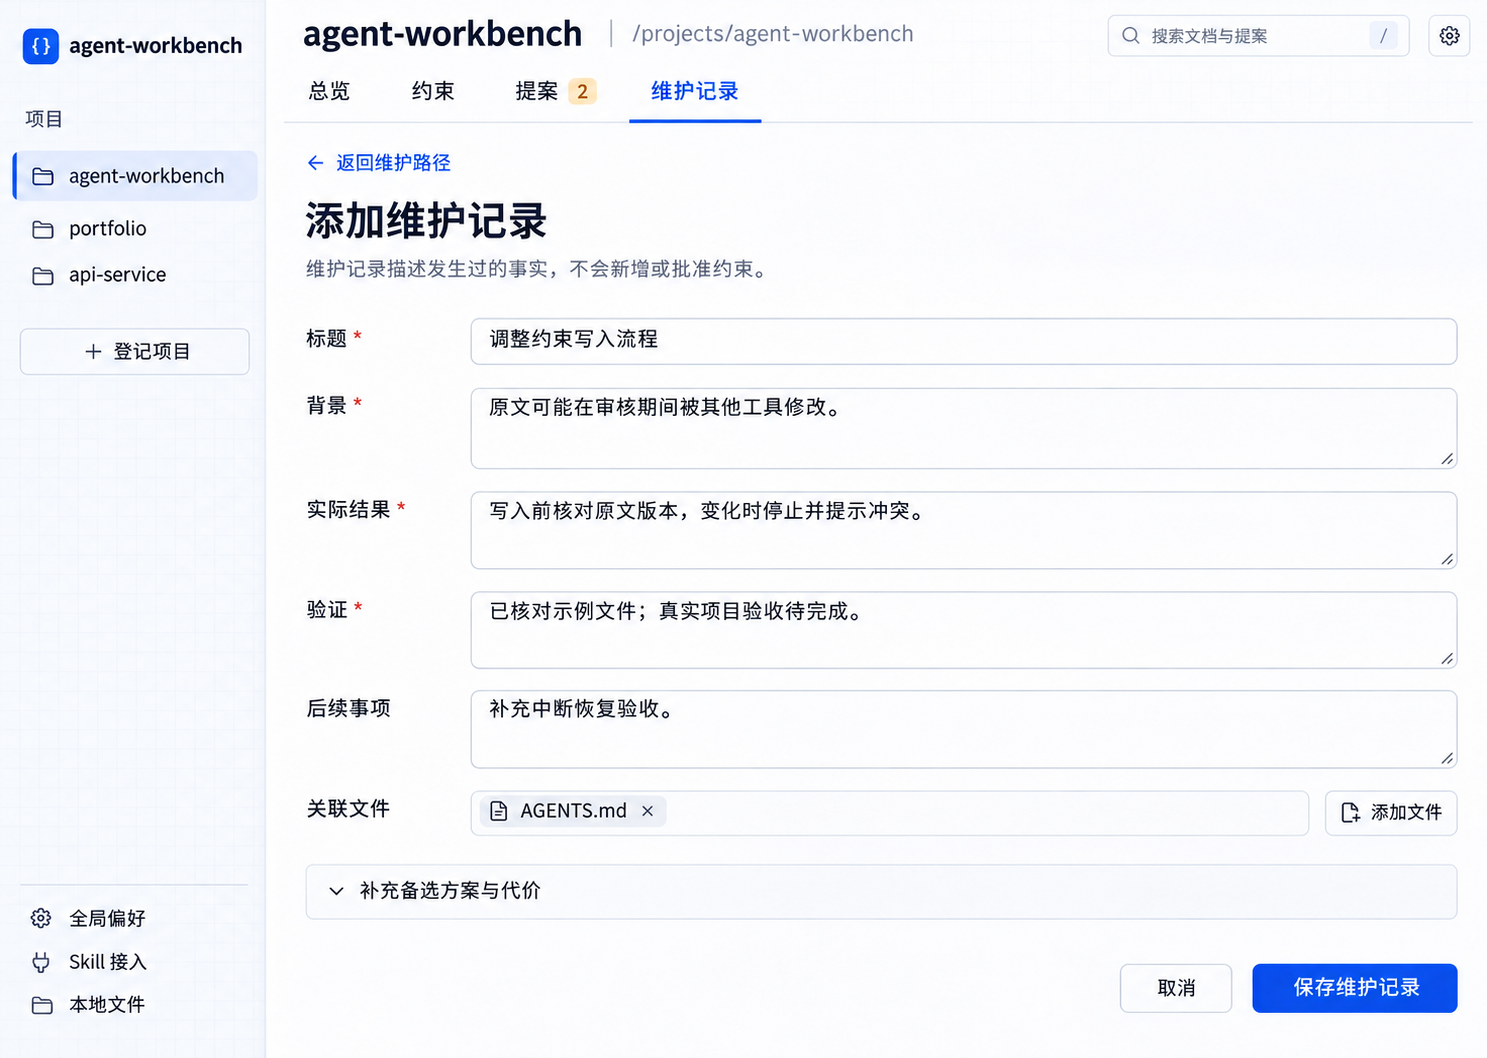 agent-workbench
项目
agent-workbench
portfolio
api-service
登记项目
全局偏好
Skill 接入
本地文件
agent-workbench
/projects/agent-workbench
搜索文档与提案
/
总览
约束
提案 2
维护记录
返回维护路径
添加维护记录
维护记录描述发生过的事实，不会新增或批准约束。
标题 *
调整约束写入流程
背景 *
原文可能在审核期间被其他工具修改。
实际结果 *
写入前核对原文版本，变化时停止并提示冲突。
验证 *
已核对示例文件；真实项目验收待完成。
后续事项
补充中断恢复验收。
关联文件
AGENTS.md
添加文件
补充备选方案与代价
取消
保存维护记录